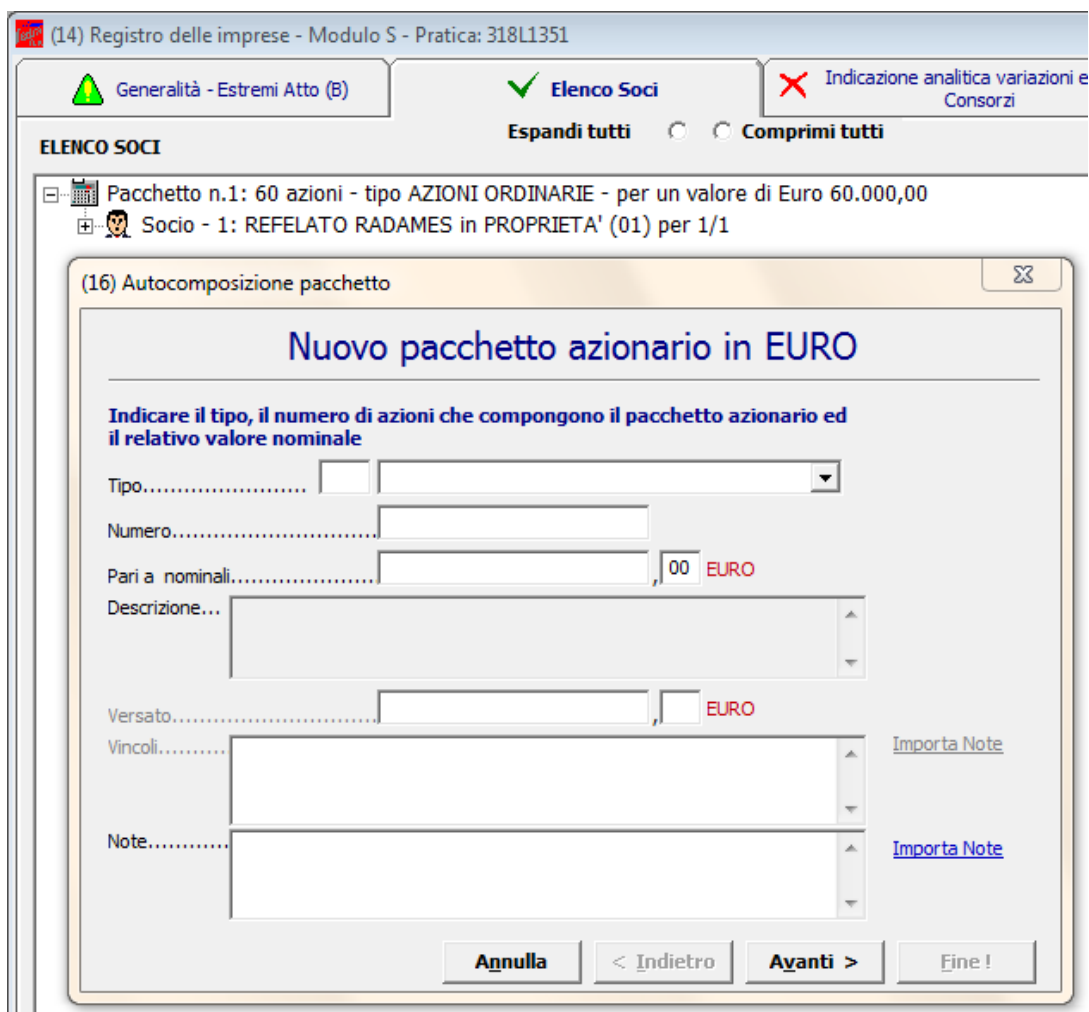 (14) Registro delle imprese - Modulo S - Pratica: 318L1351
Generalità - Estremi Atto (B)
Elenco Soci
Indicazione analitica variazioni e
Consorzi
Espandi tutti
Comprimi tutti
ELENCO SOCI
Pacchetto n.1: 60 azioni - tipo AZIONI ORDINARIE - per un valore di Euro 60.000,00
Socio - 1: REFELATO RADAMES in PROPRIETA' (01) per 1/1
(16) Autocomposizione pacchetto
Nuovo pacchetto azionario in EURO
Indicare il tipo, il numero di azioni che compongono il pacchetto azionario ed
il relativo valore nominale
Tipo........................
Numero..............................
Pari a nominali......................
, 00 EURO
Descrizione...
Versato..............................
, EURO
Vincoli..........
Importa Note
Note............
Importa Note
Annulla
< Indietro
Avanti >
Fine !